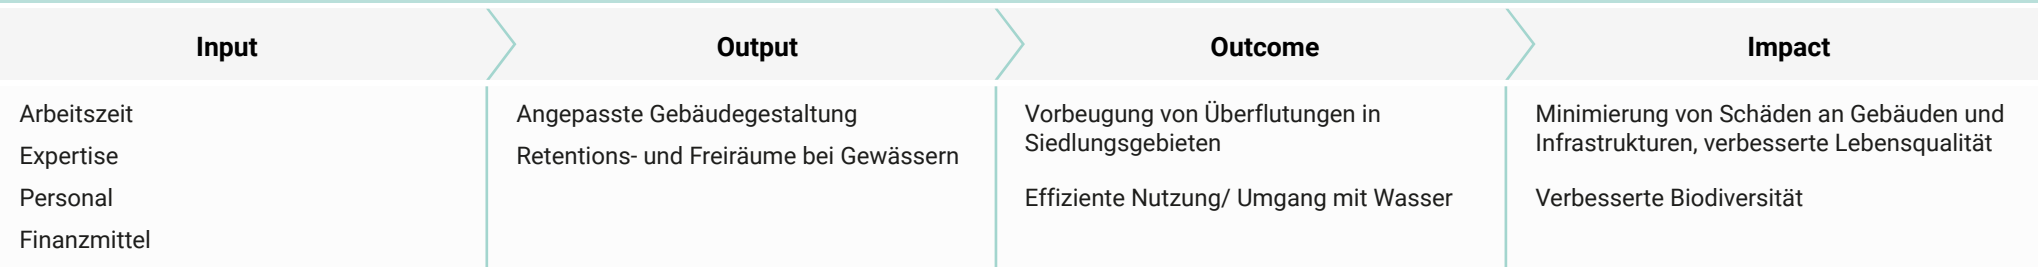 Input
Output
Outcome
Impact
Arbeitszeit
Expertise
Personal
Finanzmittel
Angepasste Gebäudegestaltung
Retentions- und Freiräume bei Gewässern
Vorbeugung von Überflutungen in
Siedlungsgebieten
Effiziente Nutzung/ Umgang mit Wasser
Minimierung von Schäden an Gebäuden und
Infrastrukturen, verbesserte Lebensqualität
Verbesserte Biodiversität